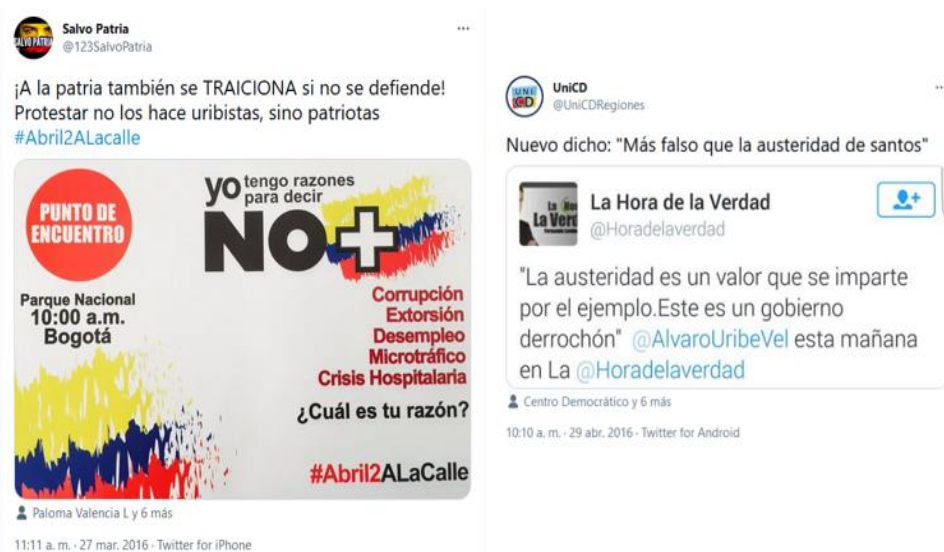 Salvo Patria
@123SalvoPatria
¡A la patria también se TRAICIONA si no se defiende!
Protestar no los hace uribistas, sino patriotas
#Abril2ALacalle
PUNTO DE
ENCUENTRO
Parque Nacional
10:00 a.m.
Bogotá
yo tengo razones
para decir
NO+
Corrupción
Extorsión
Desempleo
Microtráfico
Crisis Hospitalaria
¿Cuál es tu razón?
#Abril2ALaCalle
Paloma Valencia L y 6 más
11:11 a. m. · 27 mar. 2016 · Twitter for iPhone
UniCD
@UniCDRegiones
Nuevo dicho: "Más falso que la austeridad de santos"
La Hora de la Verdad
@Horadelaverdad
"La austeridad es un valor que se imparte
por el ejemplo.Este es un gobierno
derrochón" @AlvaroUribeVel esta mañana
en La @Horadelaverdad
Centro Democrático y 6 más
10:10 a. m. · 29 abr. 2016 · Twitter for Android